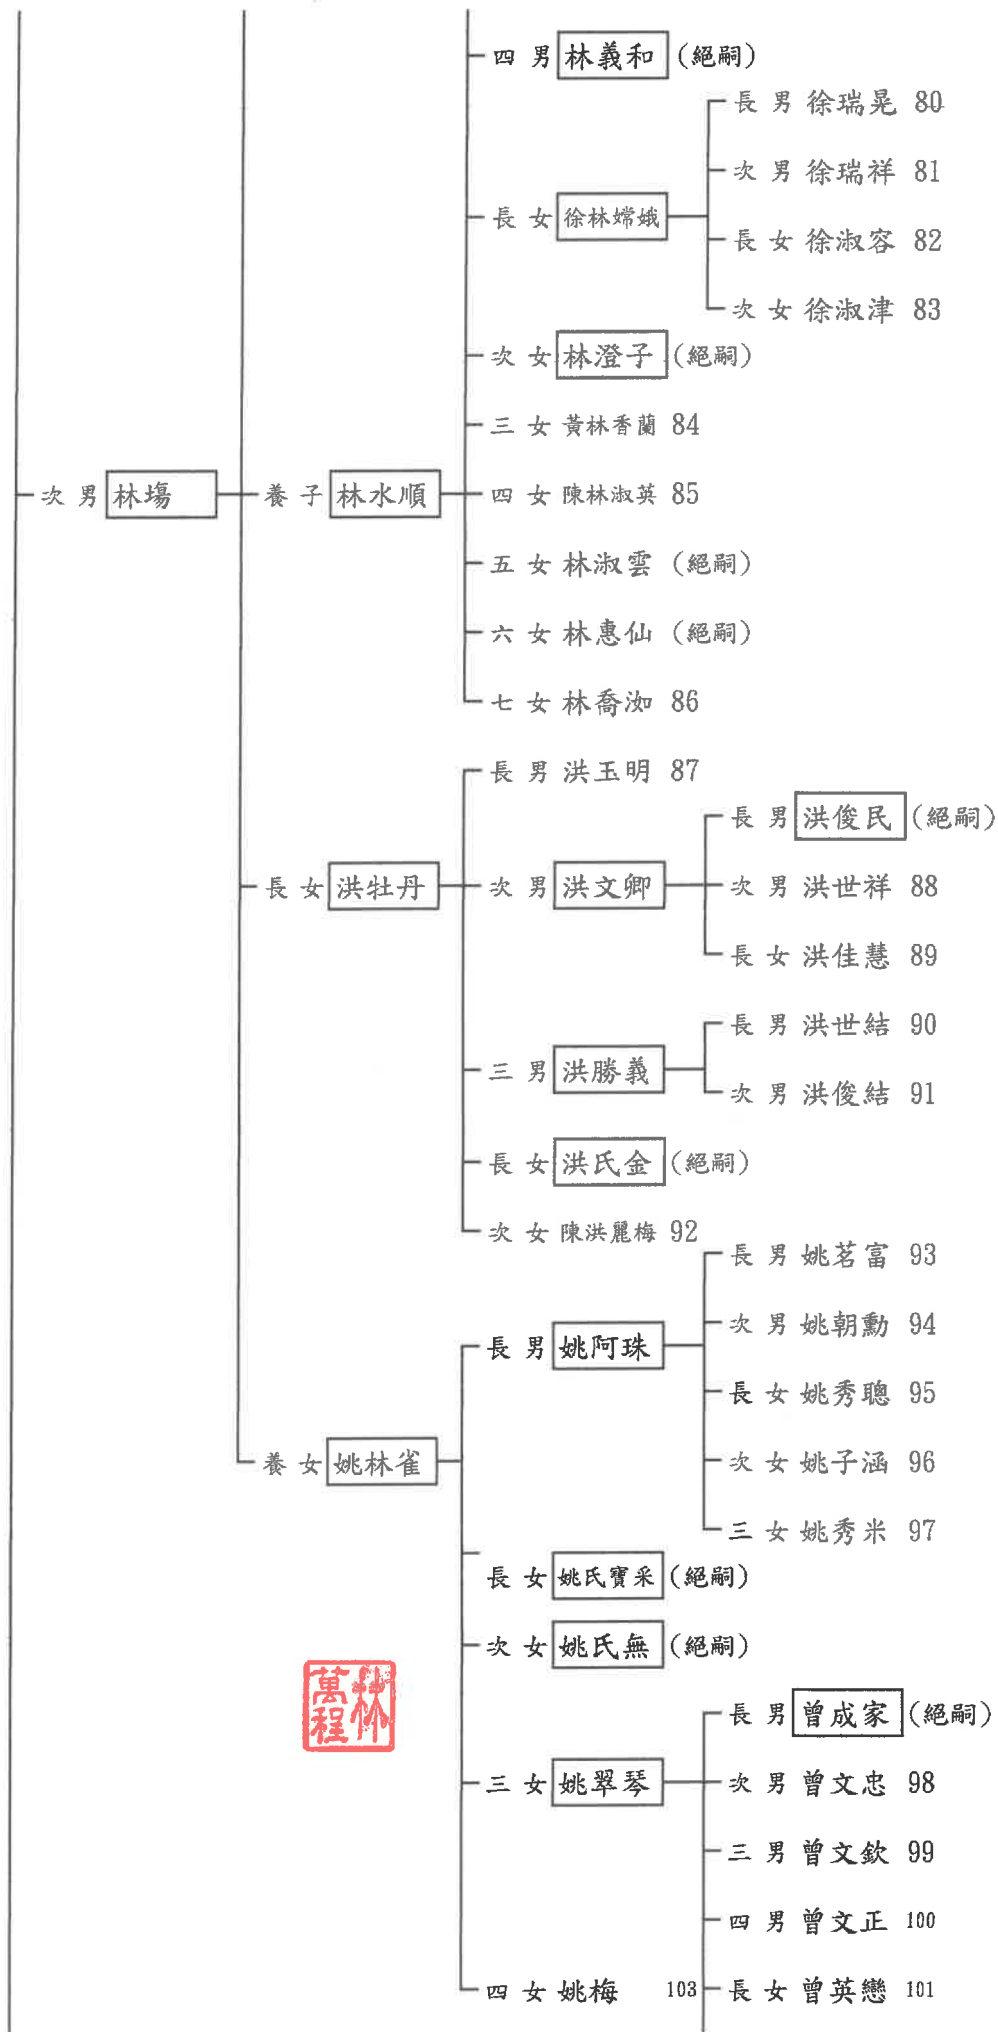 四男 林義和 (絕嗣)
長男 徐瑞晃 80
次男 徐瑞祥 81
長女 徐林嫦娥
長女 徐淑容 82
次女 徐淑津 83
次女 林澄子 (絕嗣)
三女 黃林香蘭 84
次男 林塲
養子 林水順
四女 陳林淑英 85
五女 林淑雲 (絕嗣)
六女 林惠仙 (絕嗣)
七女 林喬洳 86
長男 洪玉明 87
長男 洪俊民 (絕嗣)
長女 洪牡丹
次男 洪文卿
次男 洪世祥 88
長女 洪佳慧 89
長男 洪世結 90
三男 洪勝義
次男 洪俊結 91
長女 洪氏金 (絕嗣)
次女 陳洪麗梅 92
長男 姚茗富 93
次男 姚朝勳 94
長男 姚阿珠
長女 姚秀聰 95
養女 姚林雀
次女 姚子涵 96
三女 姚秀米 97
長女 姚氏寶采 (絕嗣)
次女 姚氏無 (絕嗣)
林萬程
長男 曾成家 (絕嗣)
三女 姚翠琴
次男 曾文忠 98
三男 曾文欽 99
四男 曾文正 100
四女 姚梅 103
長女 曾英戀 101